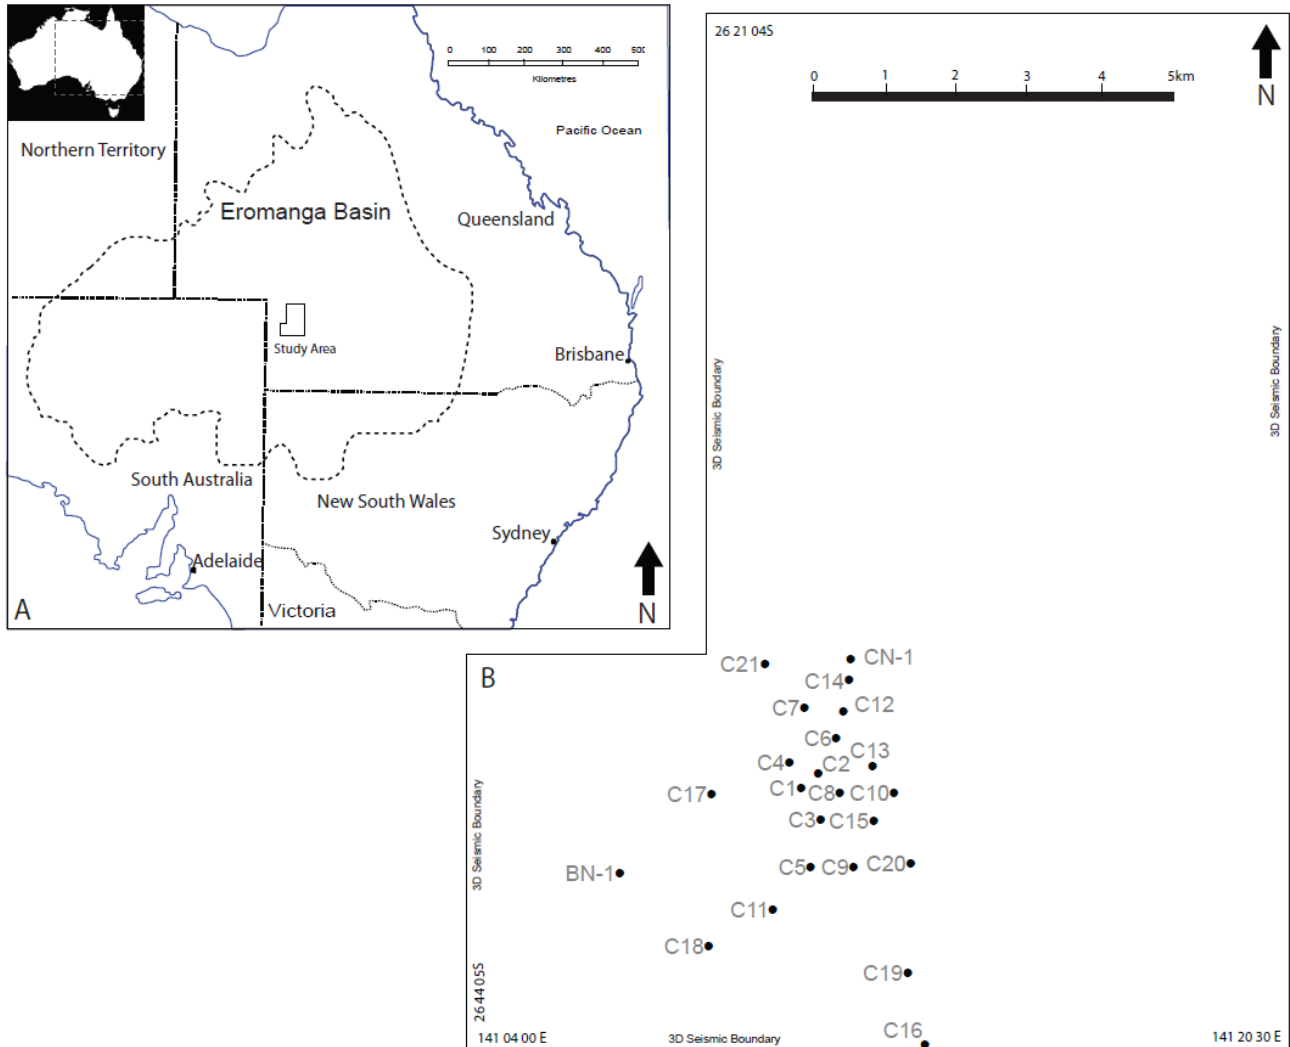 0 100 200 300 400 500
Kilometres
Pacific Ocean
Northern Territory
Eromanga Basin
Queensland
Study Area
Brisbane
South Australia
New South Wales
Sydney
Adelaide
Victoria
A
N
26 21 04S
0 1 2 3 4 5km
N
3D Seismic Boundary
3D Seismic Boundary
B
C21
CN-1
C14
C7
C12
C6
C13
C4
C2
C17
C1
C8
C10
C3
C15
3D Seismic Boundary
BN-1
C5
C9
C20
C11
C18
C19
26 44 05S
C16
141 04 00 E
3D Seismic Boundary
141 20 30 E